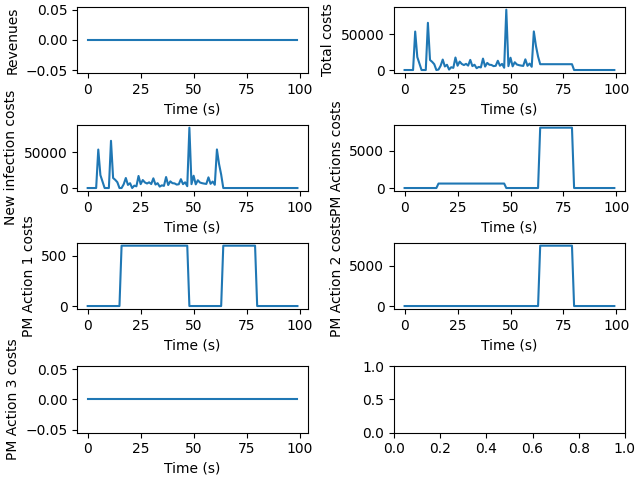 Revenues
0.05
0.00
−0.05
0 25 50 75 100
Time (s)
Total costs
50000
0
0 25 50 75 100
Time (s)
New infection costs
50000
0
0 25 50 75 100
Time (s)
PM Actions costs
5000
0
0 25 50 75 100
Time (s)
PM Action 1 costs
500
0
0 25 50 75 100
Time (s)
PM Action 2 costs
5000
0
0 25 50 75 100
Time (s)
PM Action 3 costs
0.05
0.00
−0.05
0 25 50 75 100
Time (s)
1.0
0.5
0.0
0.0 0.2 0.4 0.6 0.8 1.0